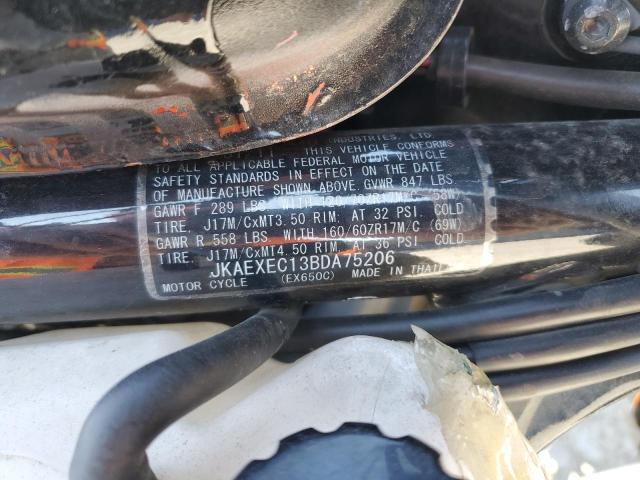 INDUSTRIES, LTD.
THIS VEHICLE CONFORMS
TO ALL APPLICABLE FEDERAL MOTOR VEHICLE
SAFETY STANDARDS IN EFFECT ON THE DATE
OF MANUFACTURE SHOWN ABOVE. GVWR 847 LBS.
GAWR F 289 LBS. WITH 120/70ZR17M/C (58W)
TIRE, J17M/CxMT3.50 RIM, AT 32 PSI. COLD
GAWR R 558 LBS. WITH 160/60ZR17M/C (69W)
TIRE, J17M/CxMT4.50 RIM, AT 36 PSI. COLD
JKAEXEC13BDA75206
MOTOR CYCLE (EX650C) MADE IN